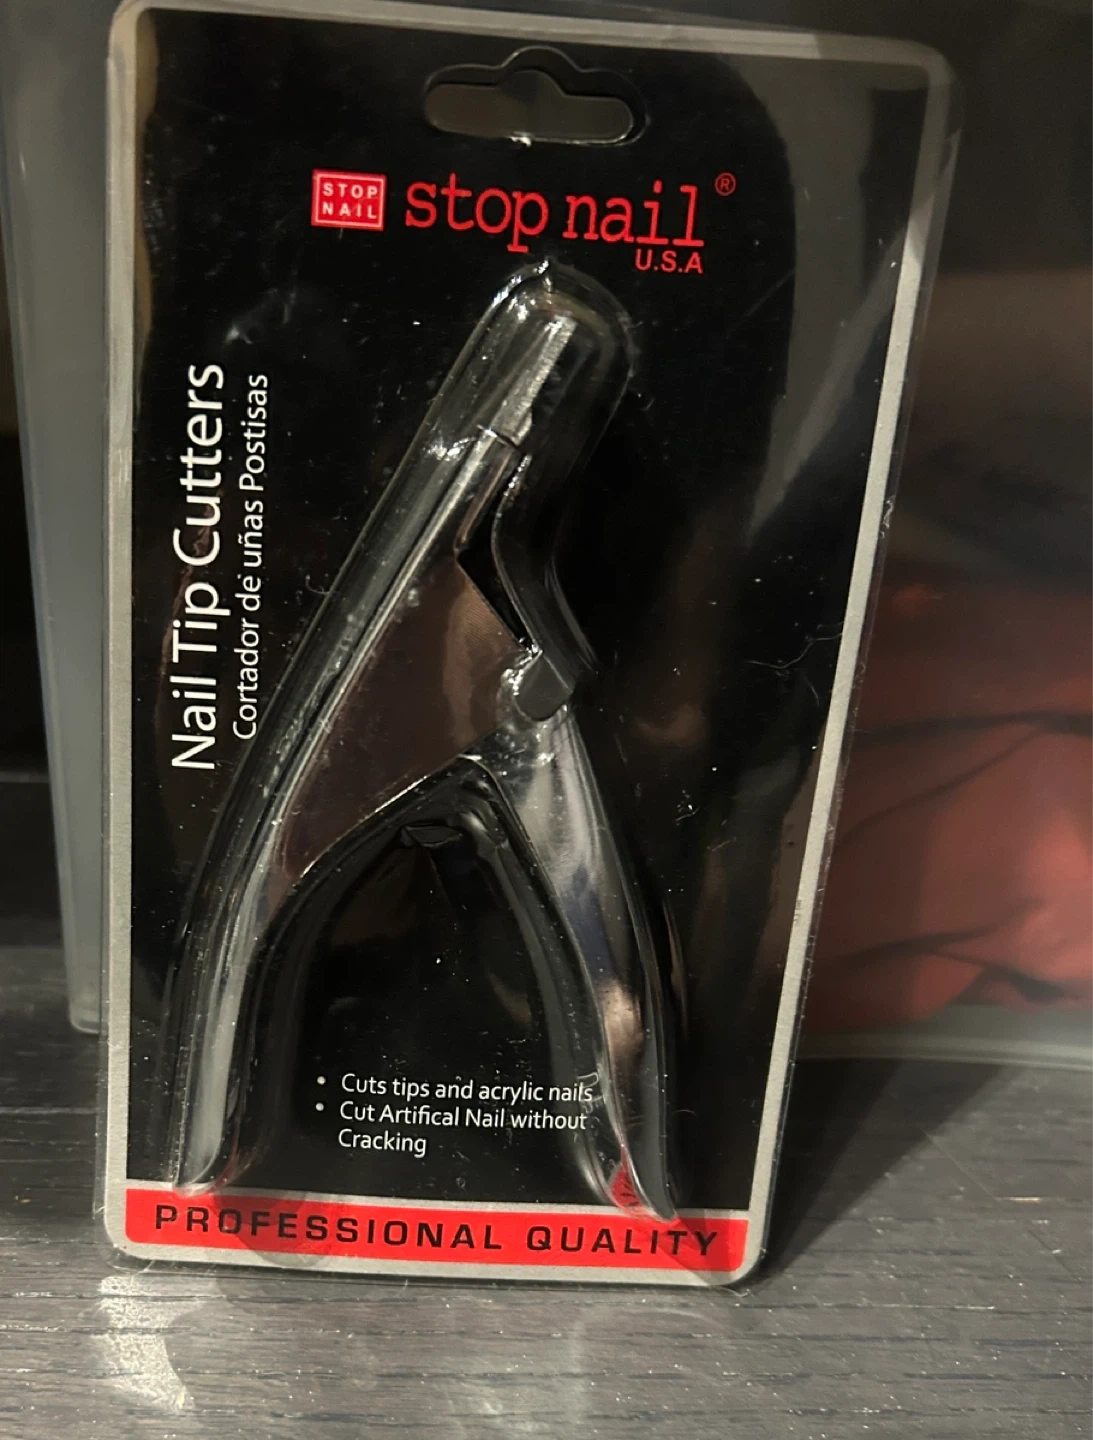 STOP
NAIL
stop nail ®
U.S.A
Nail Tip Cutters
Cortador de uñas Postisas
• Cuts tips and acrylic nails
• Cut Artifical Nail without
Cracking
PROFESSIONAL QUALITY